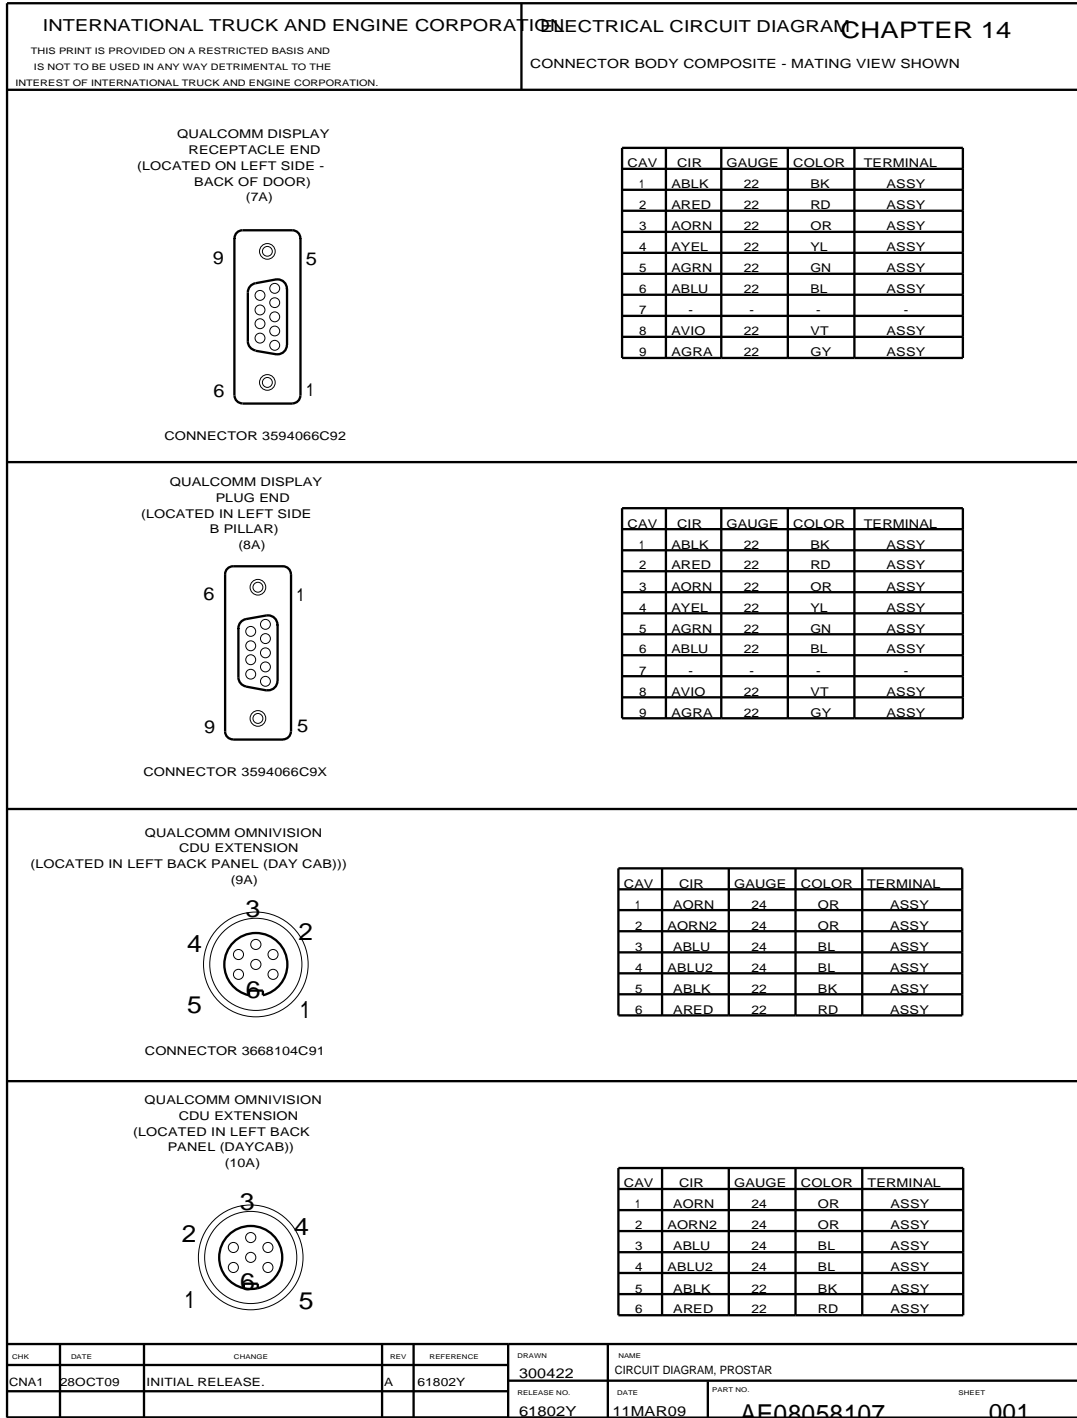 INTERNATIONAL TRUCK AND ENGINE CORPORATION
THIS PRINT IS PROVIDED ON A RESTRICTED BASIS AND
IS NOT TO BE USED IN ANY WAY DETRIMENTAL TO THE
INTEREST OF INTERNATIONAL TRUCK AND ENGINE CORPORATION.
ELECTRICAL CIRCUIT DIAGRAM
CHAPTER 14
CONNECTOR BODY COMPOSITE - MATING VIEW SHOWN
QUALCOMM DISPLAY
RECEPTACLE END
(LOCATED ON LEFT SIDE -
BACK OF DOOR)
(7A)
9 5
6 1
CONNECTOR 3594066C92
CAV CIR GAUGE COLOR TERMINAL
1 ABLK 22 BK ASSY
2 ARED 22 RD ASSY
3 AORN 22 OR ASSY
4 AYEL 22 YL ASSY
5 AGRN 22 GN ASSY
6 ABLU 22 BL ASSY
7 - - - -
8 AVIO 22 VT ASSY
9 AGRA 22 GY ASSY
QUALCOMM DISPLAY
PLUG END
(LOCATED IN LEFT SIDE
B PILLAR)
(8A)
6 1
9 5
CONNECTOR 3594066C9X
CAV CIR GAUGE COLOR TERMINAL
1 ABLK 22 BK ASSY
2 ARED 22 RD ASSY
3 AORN 22 OR ASSY
4 AYEL 22 YL ASSY
5 AGRN 22 GN ASSY
6 ABLU 22 BL ASSY
7 - - - -
8 AVIO 22 VT ASSY
9 AGRA 22 GY ASSY
QUALCOMM OMNIVISION
CDU EXTENSION
(LOCATED IN LEFT BACK PANEL (DAY CAB)))
(9A)
3
4 2
6
5 1
CONNECTOR 3668104C91
CAV CIR GAUGE COLOR TERMINAL
1 AORN 24 OR ASSY
2 AORN2 24 OR ASSY
3 ABLU 24 BL ASSY
4 ABLU2 24 BL ASSY
5 ABLK 22 BK ASSY
6 ARED 22 RD ASSY
QUALCOMM OMNIVISION
CDU EXTENSION
(LOCATED IN LEFT BACK
PANEL (DAYCAB))
(10A)
3
2 4
6
1 5
CAV CIR GAUGE COLOR TERMINAL
1 AORN 24 OR ASSY
2 AORN2 24 OR ASSY
3 ABLU 24 BL ASSY
4 ABLU2 24 BL ASSY
5 ABLK 22 BK ASSY
6 ARED 22 RD ASSY
CHK DATE CHANGE REV REFERENCE
CNA1 28OCT09 INITIAL RELEASE. A 61802Y
DRAWN
300422
NAME
CIRCUIT DIAGRAM, PROSTAR
RELEASE NO.
61802Y
DATE
11MAR09
PART NO.
AE08058107
SHEET
001